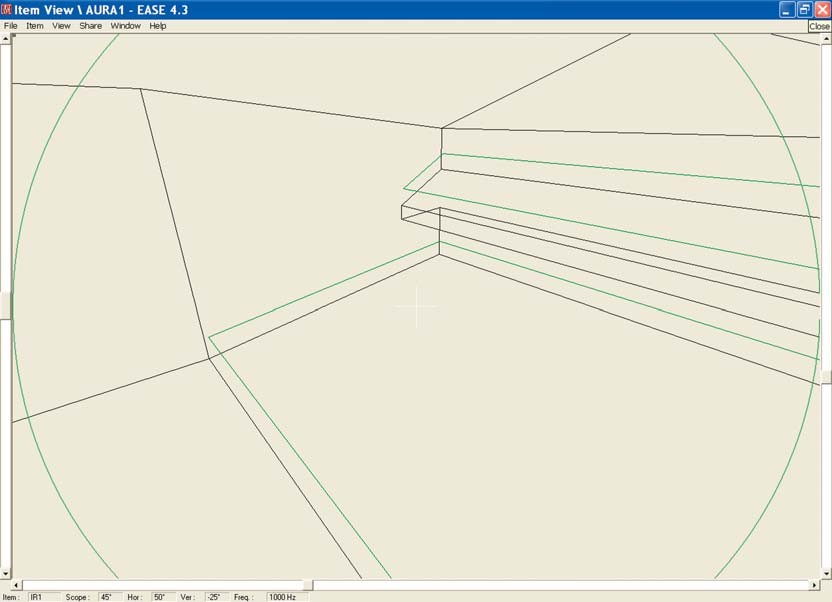 Item View \ AURA1 - EASE 4.3
File Item View Share Window Help
Close
Item : IR1 Scope : 45° Hor : 50° Ver : -25° Freq. : 1000 Hz